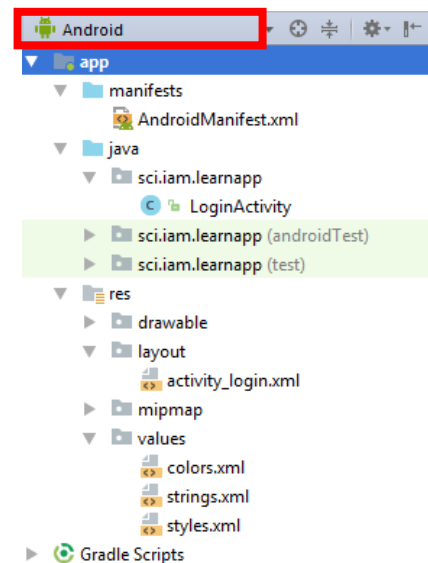 Android
app
manifests
AndroidManifest.xml
java
sci.iam.learnapp
C LoginActivity
sci.iam.learnapp (androidTest)
sci.iam.learnapp (test)
res
drawable
layout
activity_login.xml
mipmap
values
colors.xml
strings.xml
styles.xml
Gradle Scripts